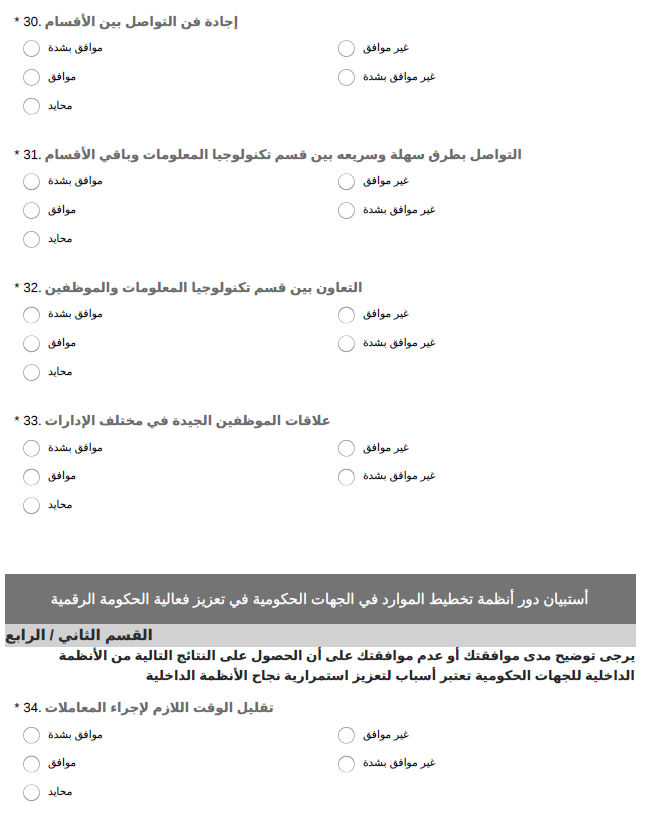 * 30. إجادة فن التواصل بين الأقسام
موافق بشدة
غير موافق
موافق
غير موافق بشدة
محايد
* 31. التواصل بطرق سهلة وسريعه بين قسم تكنولوجيا المعلومات وباقي الأقسام
موافق بشدة
غير موافق
موافق
غير موافق بشدة
محايد
* 32. التعاون بين قسم تكنولوجيا المعلومات والموظفين
موافق بشدة
غير موافق
موافق
غير موافق بشدة
محايد
* 33. علاقات الموظفين الجيدة في مختلف الإدارات
موافق بشدة
غير موافق
موافق
غير موافق بشدة
محايد
أستبيان دور أنظمة تخطيط الموارد في الجهات الحكومية في تعزيز فعالية الحكومة الرقمية
القسم الثاني / الرابع
يرجى توضيح مدى موافقتك أو عدم موافقتك على أن الحصول على النتائج التالية من الأنظمة
الداخلية للجهات الحكومية تعتبر أسباب لتعزيز استمرارية نجاح الأنظمة الداخلية
* 34. تقليل الوقت اللازم لإجراء المعاملات
موافق بشدة
غير موافق
موافق
غير موافق بشدة
محايد